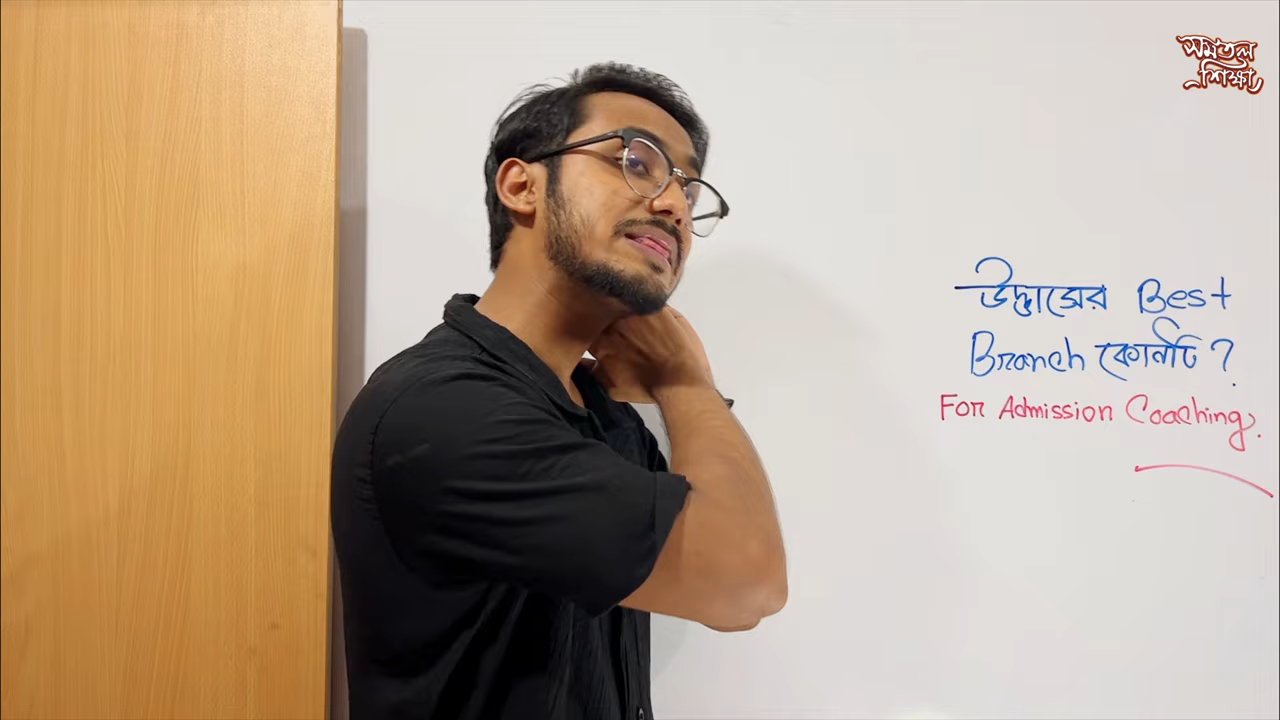 সমতল
শিক্ষা
উদ্ভাসের Best
Branch কোনটি ?
For Admission Coaching.